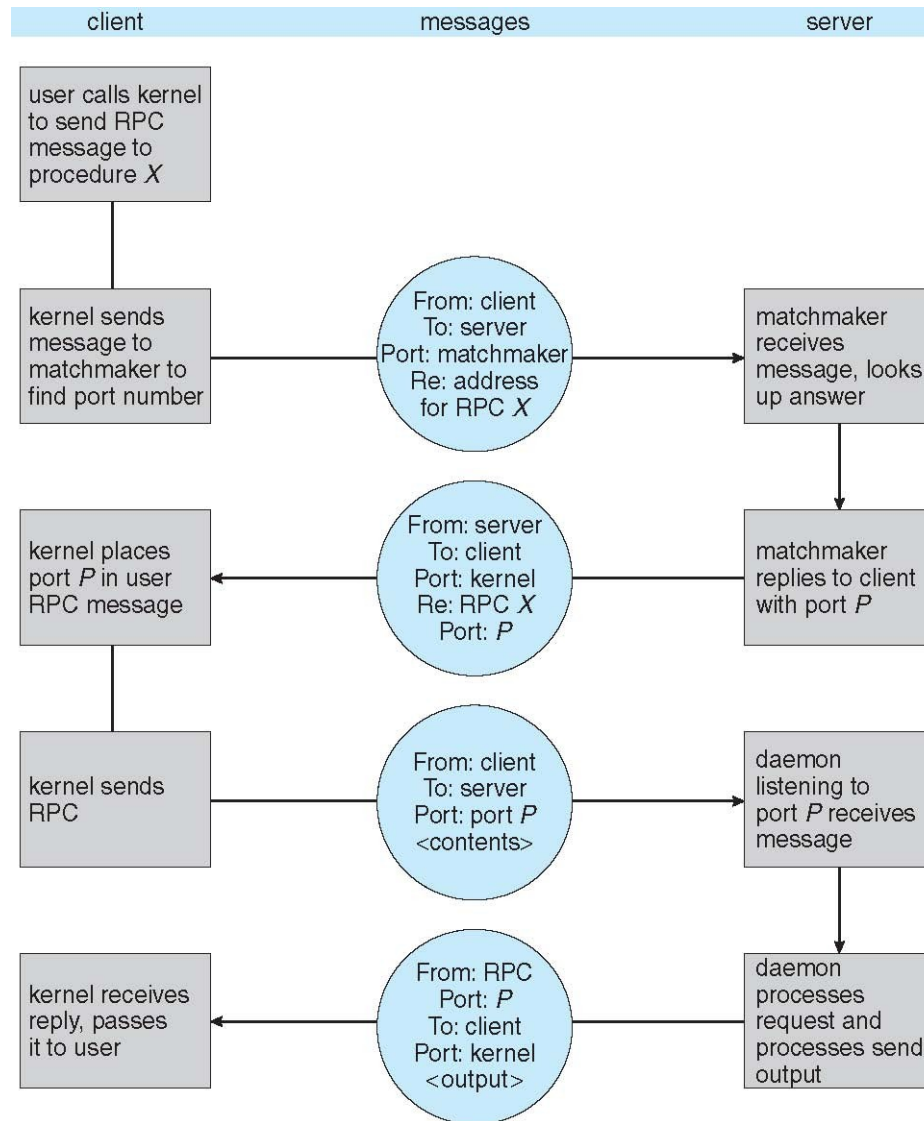 client
messages
server
user calls kernel
to send RPC
message to
procedure X
kernel sends
message to
matchmaker to
find port number
From: client
To: server
Port: matchmaker
Re: address
for RPC X
matchmaker
receives
message, looks
up answer
kernel places
port P in user
RPC message
From: server
To: client
Port: kernel
Re: RPC X
Port: P
matchmaker
replies to client
with port P
kernel sends
RPC
From: client
To: server
Port: port P
<contents>
daemon
listening to
port P receives
message
kernel receives
reply, passes
it to user
From: RPC
Port: P
To: client
Port: kernel
<output>
daemon
processes
request and
processes send
output